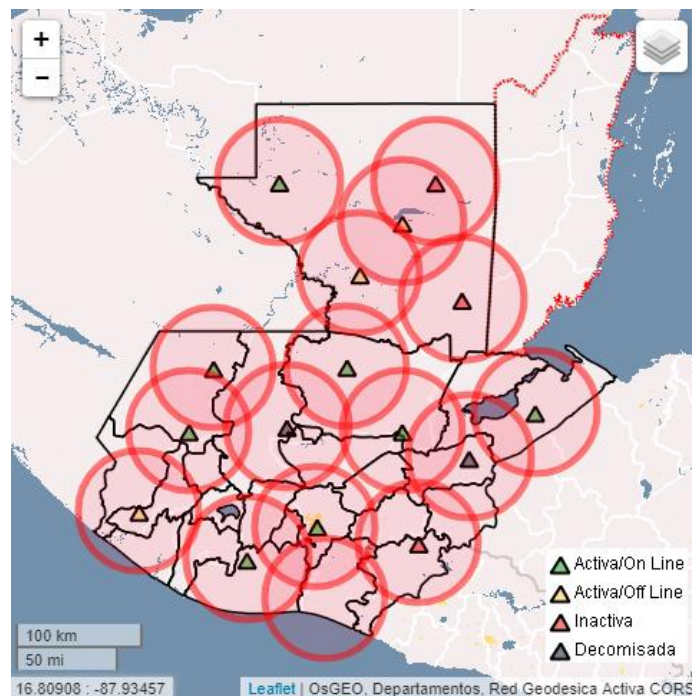 +
−
Activa/On Line
Activa/Off Line
Inactiva
Decomisada
100 km
50 mi
16.80908 : -87.93457
Leaflet | OsGEO, Departamentos, Red Geodesica Activa CORS